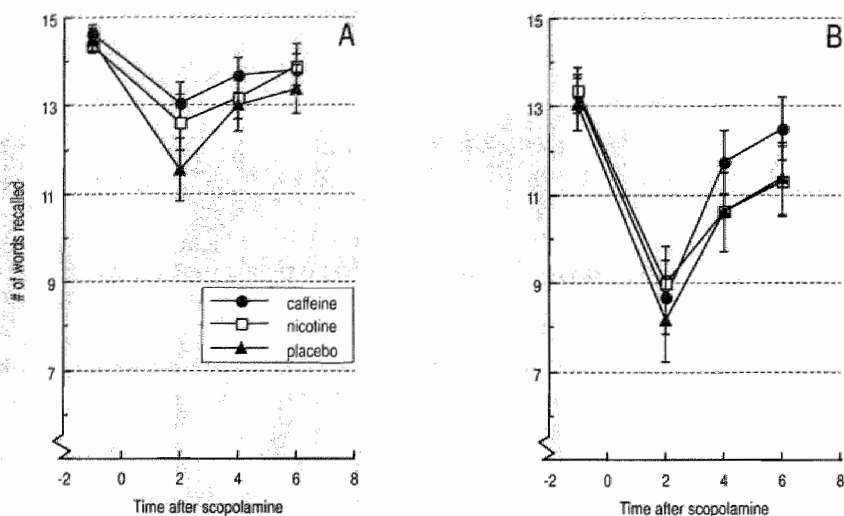 A
15
13
11
9
7
# of words recalled
caffeine
nicotine
placebo
-2 0 2 4 6 8
Time after scopolamine
B
15
13
11
9
7
-2 0 2 4 6 8
Time after scopolamine